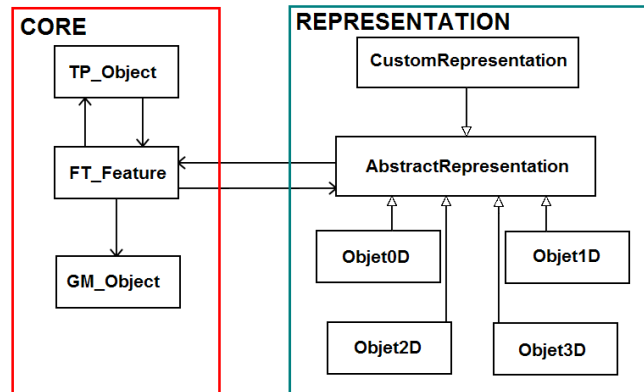 CORE
TP_Object
FT_Feature
GM_Object
REPRESENTATION
CustomRepresentation
AbstractRepresentation
Objet0D
Objet1D
Objet2D
Objet3D